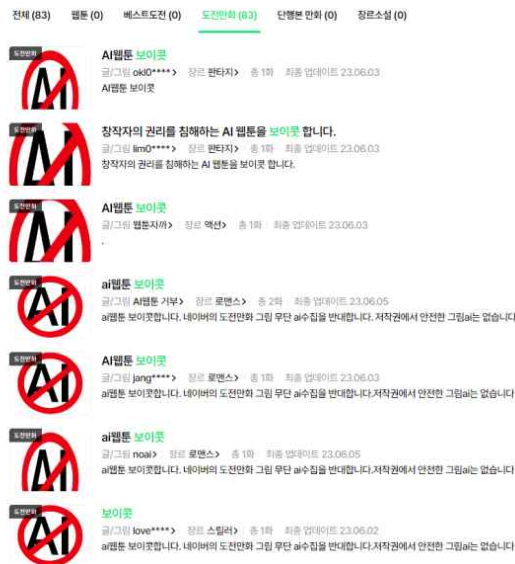 전체 (83) 웹툰 (0) 베스트도전 (0) 도전만화 (83) 단행본 만화 (0) 장르소설 (0)
도전만화
AI
AI웹툰 보이콧
글/그림 okl0****> 장르 판타지> 총 1화 최종 업데이트 23.06.03
AI웹툰 보이콧
도전만화
AI
창작자의 권리를 침해하는 AI 웹툰을 보이콧 합니다.
글/그림 lim0****> 장르 판타지> 총 1화 최종 업데이트 23.06.03
창작자의 권리를 침해하는 AI 웹툰을 보이콧 합니다.
도전만화
AI
AI웹툰 보이콧
글/그림 웹툰자까> 장르 액션> 총 1화 최종 업데이트 23.06.03
.
도전만화
AI
ai웹툰 보이콧
글/그림 AI웹툰 거부> 장르 로맨스> 총 2화 최종 업데이트 23.06.05
ai웹툰 보이콧합니다. 네이버의 도전만화 그림 무단 ai수집을 반대합니다. 저작권에서 안전한 그림ai는 없습니다
도전만화
AI
AI웹툰 보이콧
글/그림 jang****> 장르 로맨스> 총 1화 최종 업데이트 23.06.03
ai웹툰 보이콧합니다. 네이버의 도전만화 그림 무단 ai수집을 반대합니다.저작권에서 안전한 그림ai는 없습니다
도전만화
AI
ai웹툰 보이콧
글/그림 noai> 장르 로맨스> 총 1화 최종 업데이트 23.06.05
ai웹툰 보이콧합니다. 네이버의 도전만화 그림 무단 ai수집을 반대합니다.저작권에서 안전한 그림ai는 없습니다
도전만화
AI
보이콧
글/그림 love****> 장르 스릴러> 총 1화 최종 업데이트 23.06.02
ai웹툰 보이콧합니다. 네이버의 도전만화 그림 무단 ai수집을 반대합니다.저작권에서 안전한 그림ai는 없습니다